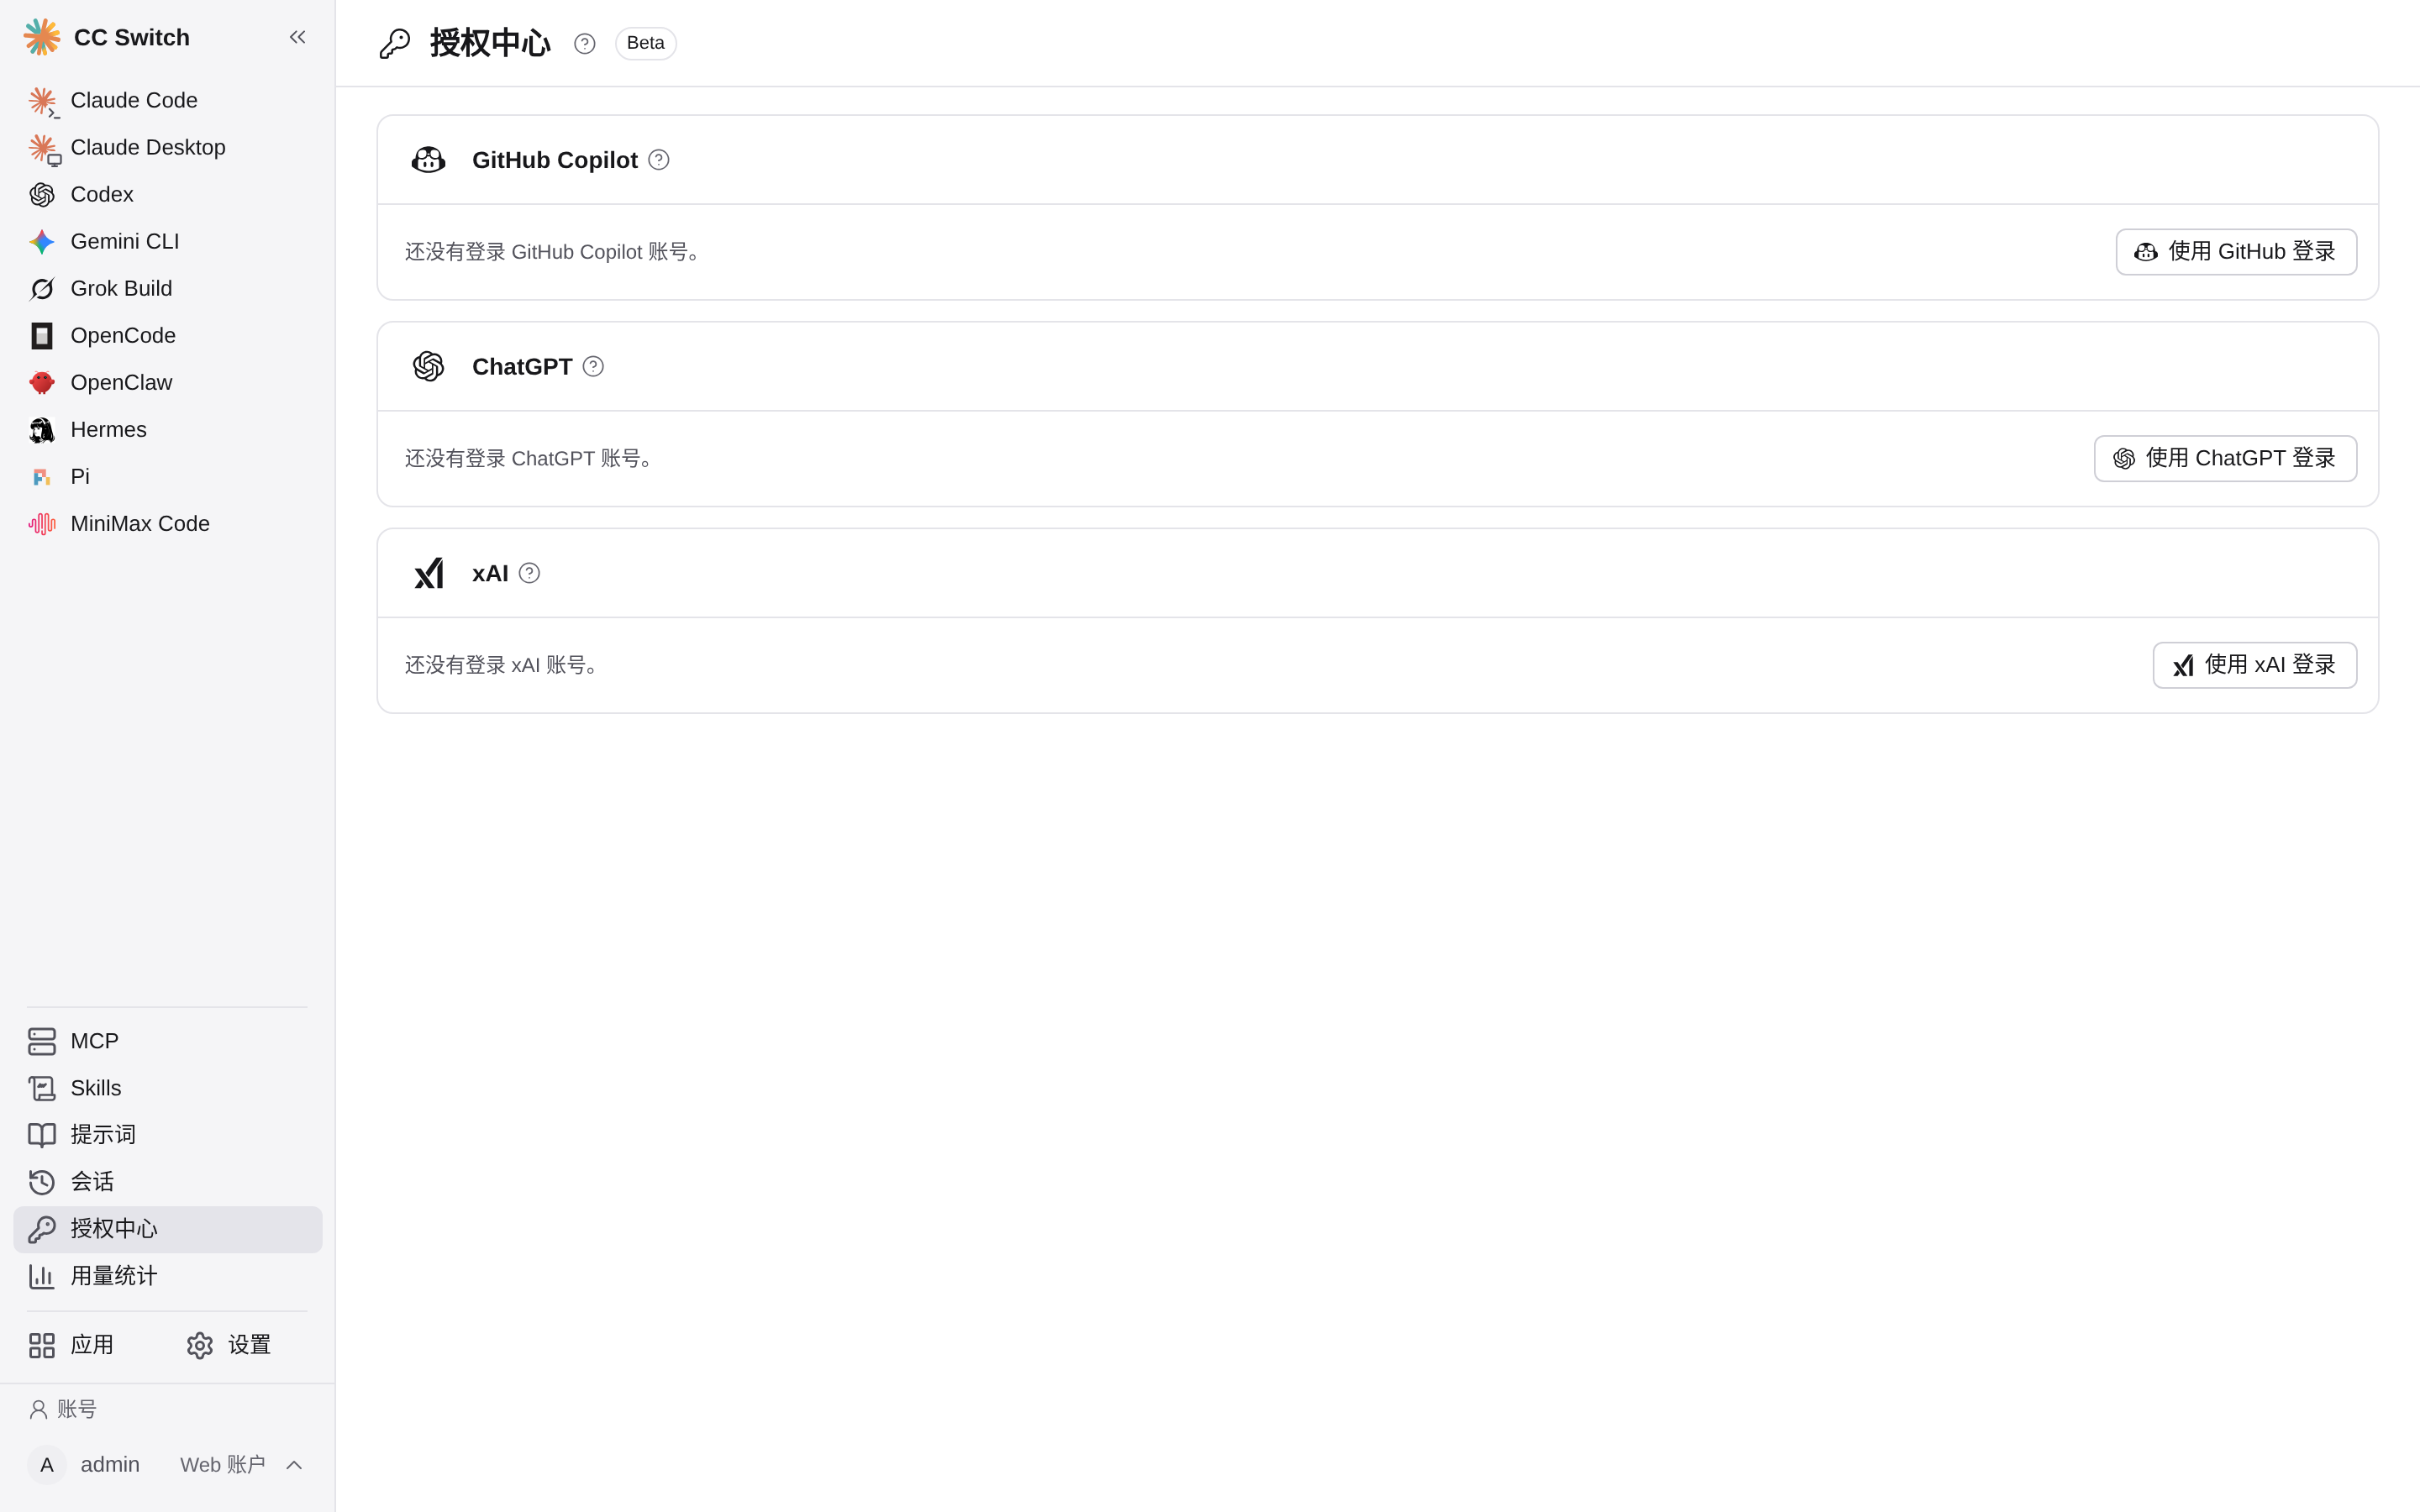 CC Switch
Claude Code
Claude Desktop
Codex
Gemini CLI
Grok Build
OpenCode
OpenClaw
Hermes
Pi
MiniMax Code
MCP
Skills
提示词
会话
授权中心
用量统计
应用 设置
账号
A admin Web 账户
授权中心 Beta
GitHub Copilot
还没有登录 GitHub Copilot 账号。 使用 GitHub 登录
ChatGPT
还没有登录 ChatGPT 账号。 使用 ChatGPT 登录
xAI
还没有登录 xAI 账号。 使用 xAI 登录